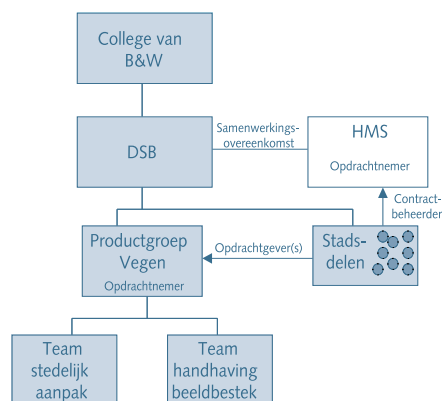 College van
B&W
DSB
Samenwerkings-
overeenkomst
HMS
Opdrachtnemer
Contract-
beheerder
Productgroep
Vegen
Opdrachtnemer
Opdrachtgever(s)
Stads-
delen
Team
stedelijk
aanpak
Team
handhaving
beeldbestek